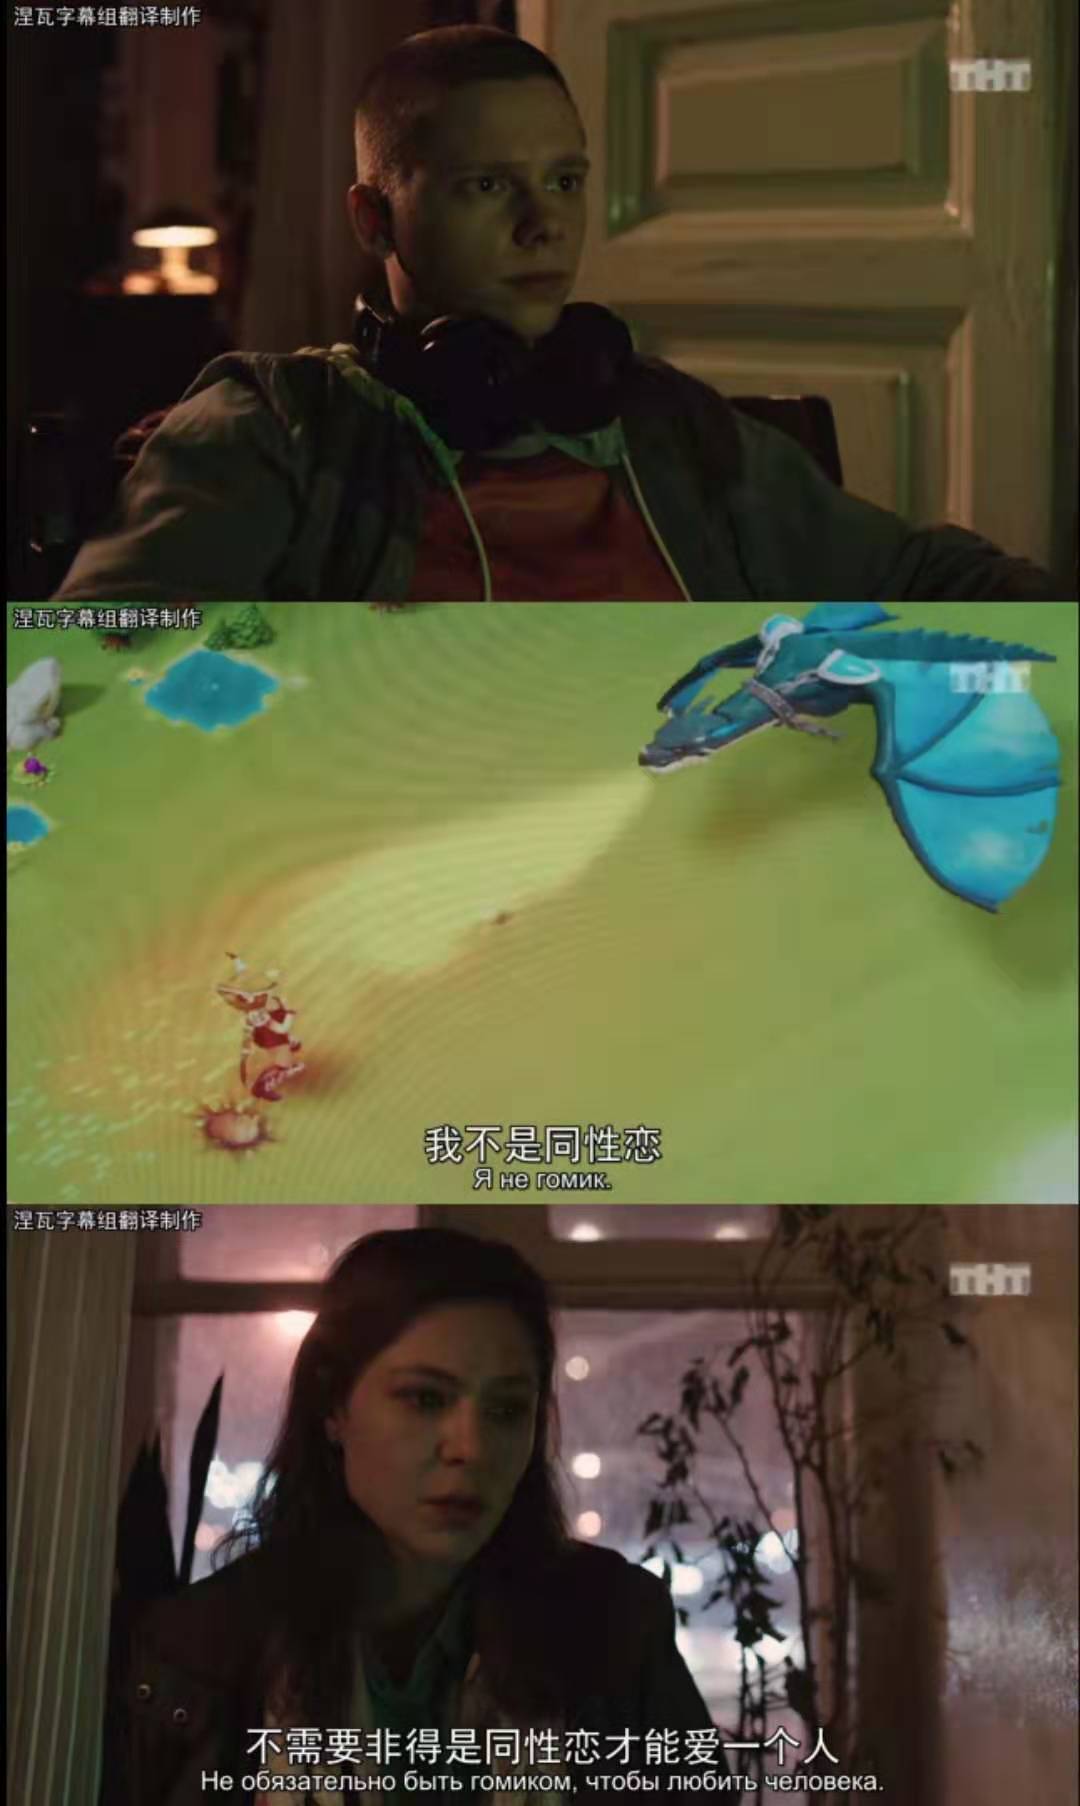 涅瓦字幕组翻译制作
ТНТ
涅瓦字幕组翻译制作
ТНТ
我不是同性恋
Я не гомик.
涅瓦字幕组翻译制作
ТНТ
不需要非得是同性恋才能爱一个人
Не обязательно быть гомиком, чтобы любить человека.